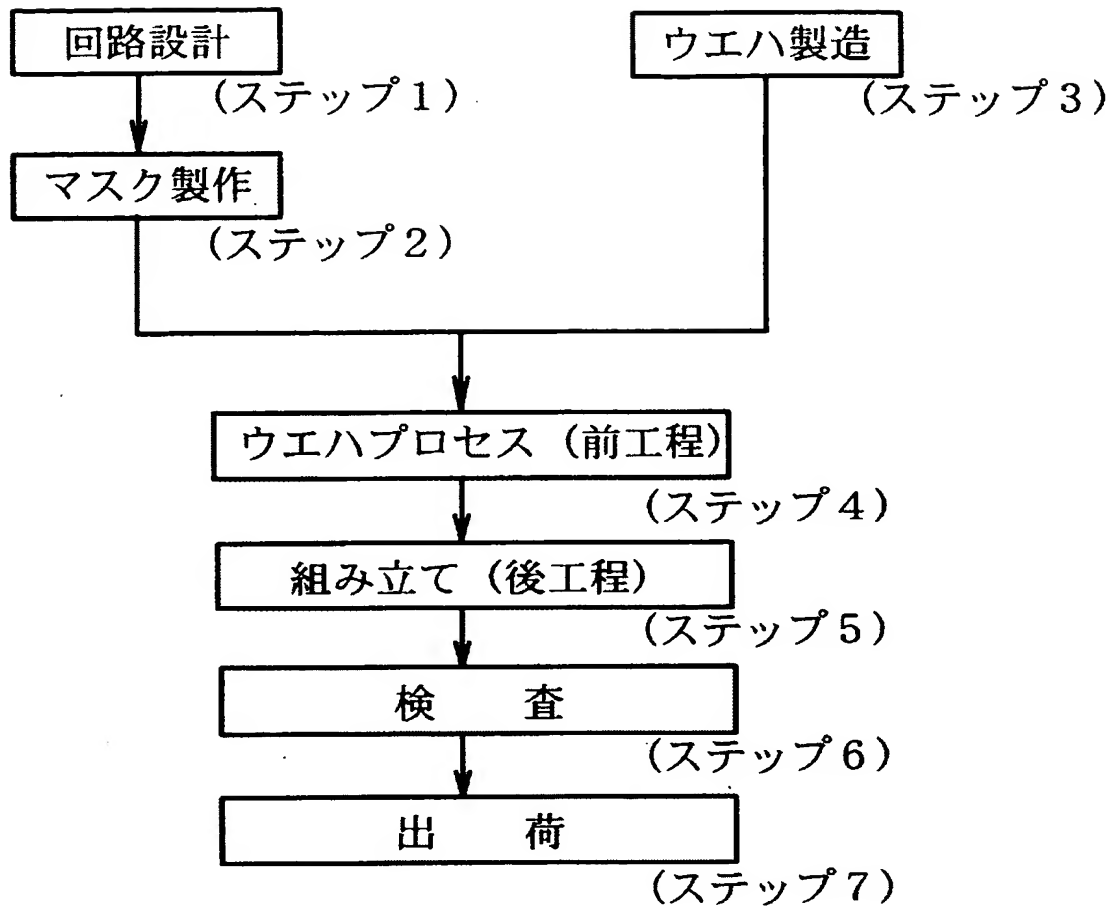 回路設計
(ステップ1)
ウエハ製造
(ステップ3)
マスク製作
(ステップ2)
ウエハプロセス (前工程)
(ステップ4)
組み立て (後工程)
(ステップ5)
検 査
(ステップ6)
出 荷
(ステップ7)